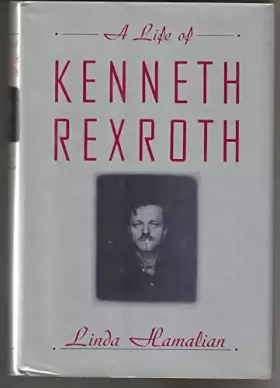 A Life of
KENNETH
REXROTH
Linda Hamalian